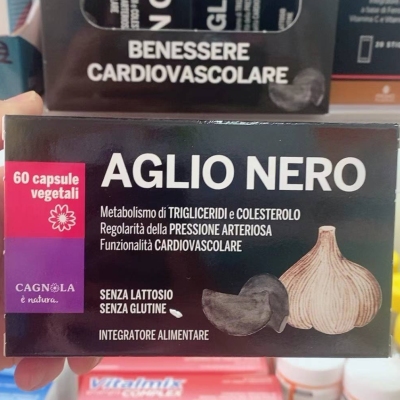 BENESSERE
CARDIOVASCOLARE
60 capsule
vegetali
AGLIO NERO
Metabolismo di TRIGLICERIDI e COLESTEROLO
Regolarità della PRESSIONE ARTERIOSA
Funzionalità CARDIOVASCOLARE
CAGNOLA
è natura.
SENZA LATTOSIO
SENZA GLUTINE
INTEGRATORE ALIMENTARE
Vitalmix
COMPLEX